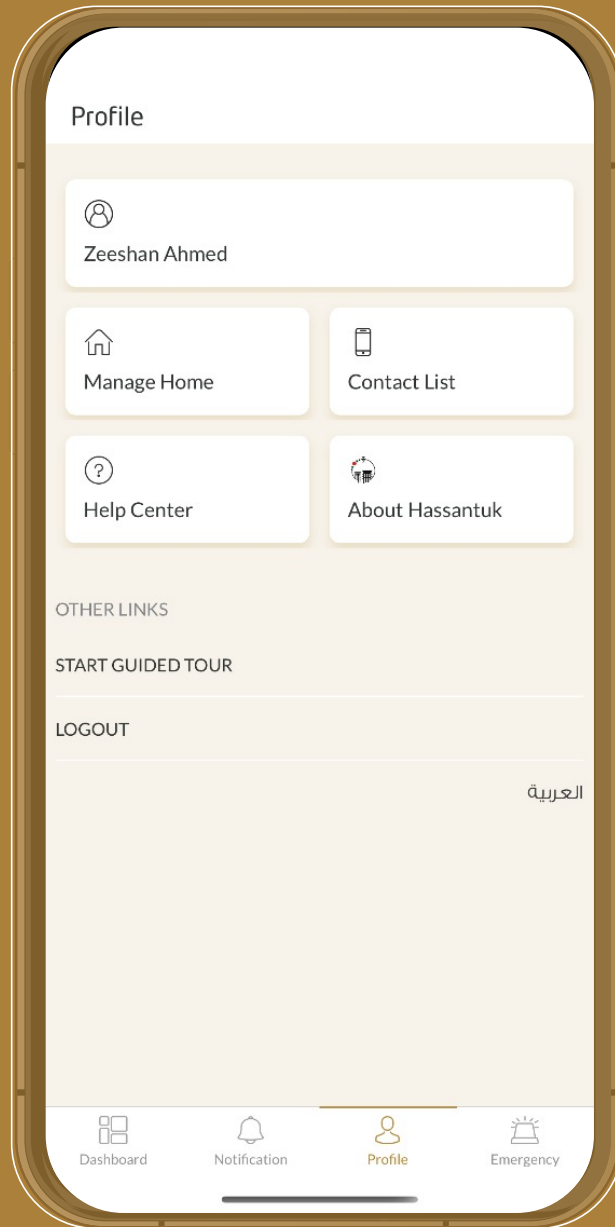 Profile
Zeeshan Ahmed
Manage Home
Contact List
Help Center
About Hassantuk
OTHER LINKS
START GUIDED TOUR
LOGOUT
العربية
Dashboard
Notification
Profile
Emergency